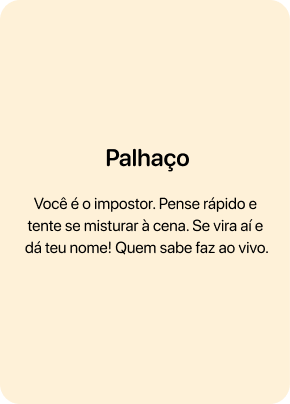 Palhaço
Você é o impostor. Pense rápido e
tente se misturar à cena. Se vira aí e
dá teu nome! Quem sabe faz ao vivo.